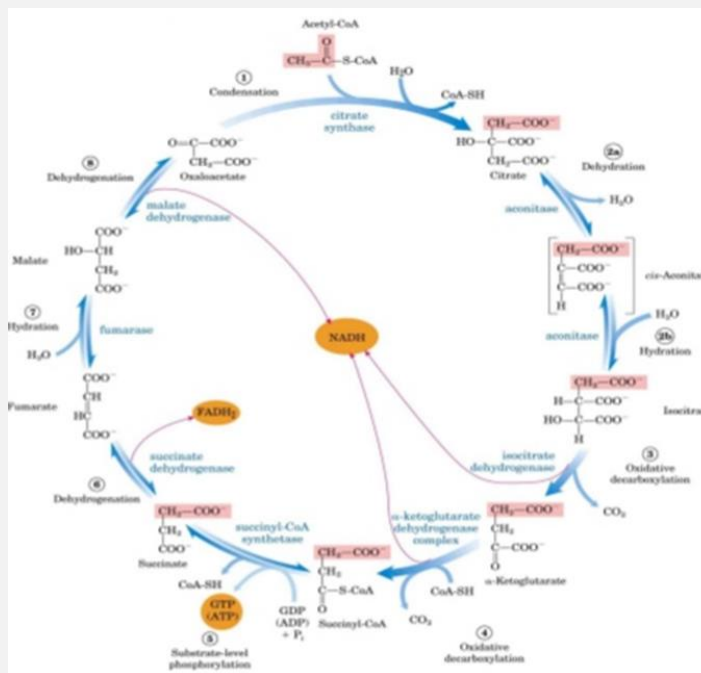 Acetyl-CoA
O
CH₃—C—S-CoA
H₂O
CoA-SH
①
Condensation
citrate
synthase
O=C—COO⁻
CH₂—COO⁻
Oxaloacetate
CH₂—COO⁻
HO—C—COO⁻
CH₂—COO⁻
Citrate
2a
Dehydration
H₂O
aconitase
CH₂—COO⁻
C—COO⁻
C—COO⁻
H
cis-Aconita
aconitase
H₂O
2b
Hydration
CH₂—COO⁻
H—C—COO⁻
HO—C—COO⁻
H
Isocitra
③
Oxidative
decarboxylation
isocitrate
dehydrogenase
CO₂
CH₂—COO⁻
CH₂
C—COO⁻
O
α-Ketoglutarate
α-ketoglutarate
dehydrogenase
complex
CoA-SH
CO₂
④
Oxidative
decarboxylation
CH₂—COO⁻
CH₂
C—S-CoA
O
Succinyl-CoA
succinyl-CoA
synthetase
GDP
(ADP)
+ Pᵢ
GTP
(ATP)
CoA-SH
⑤
Substrate-level
phosphorylation
CH₂—COO⁻
CH₂
COO⁻
Succinate
⑥
Dehydrogenation
succinate
dehydrogenase
FADH₂
COO⁻
CH
HC
COO⁻
Fumarate
⑦
Hydration
H₂O
fumarase
COO⁻
HO—CH
CH₂
COO⁻
Malate
⑧
Dehydrogenation
malate
dehydrogenase
NADH